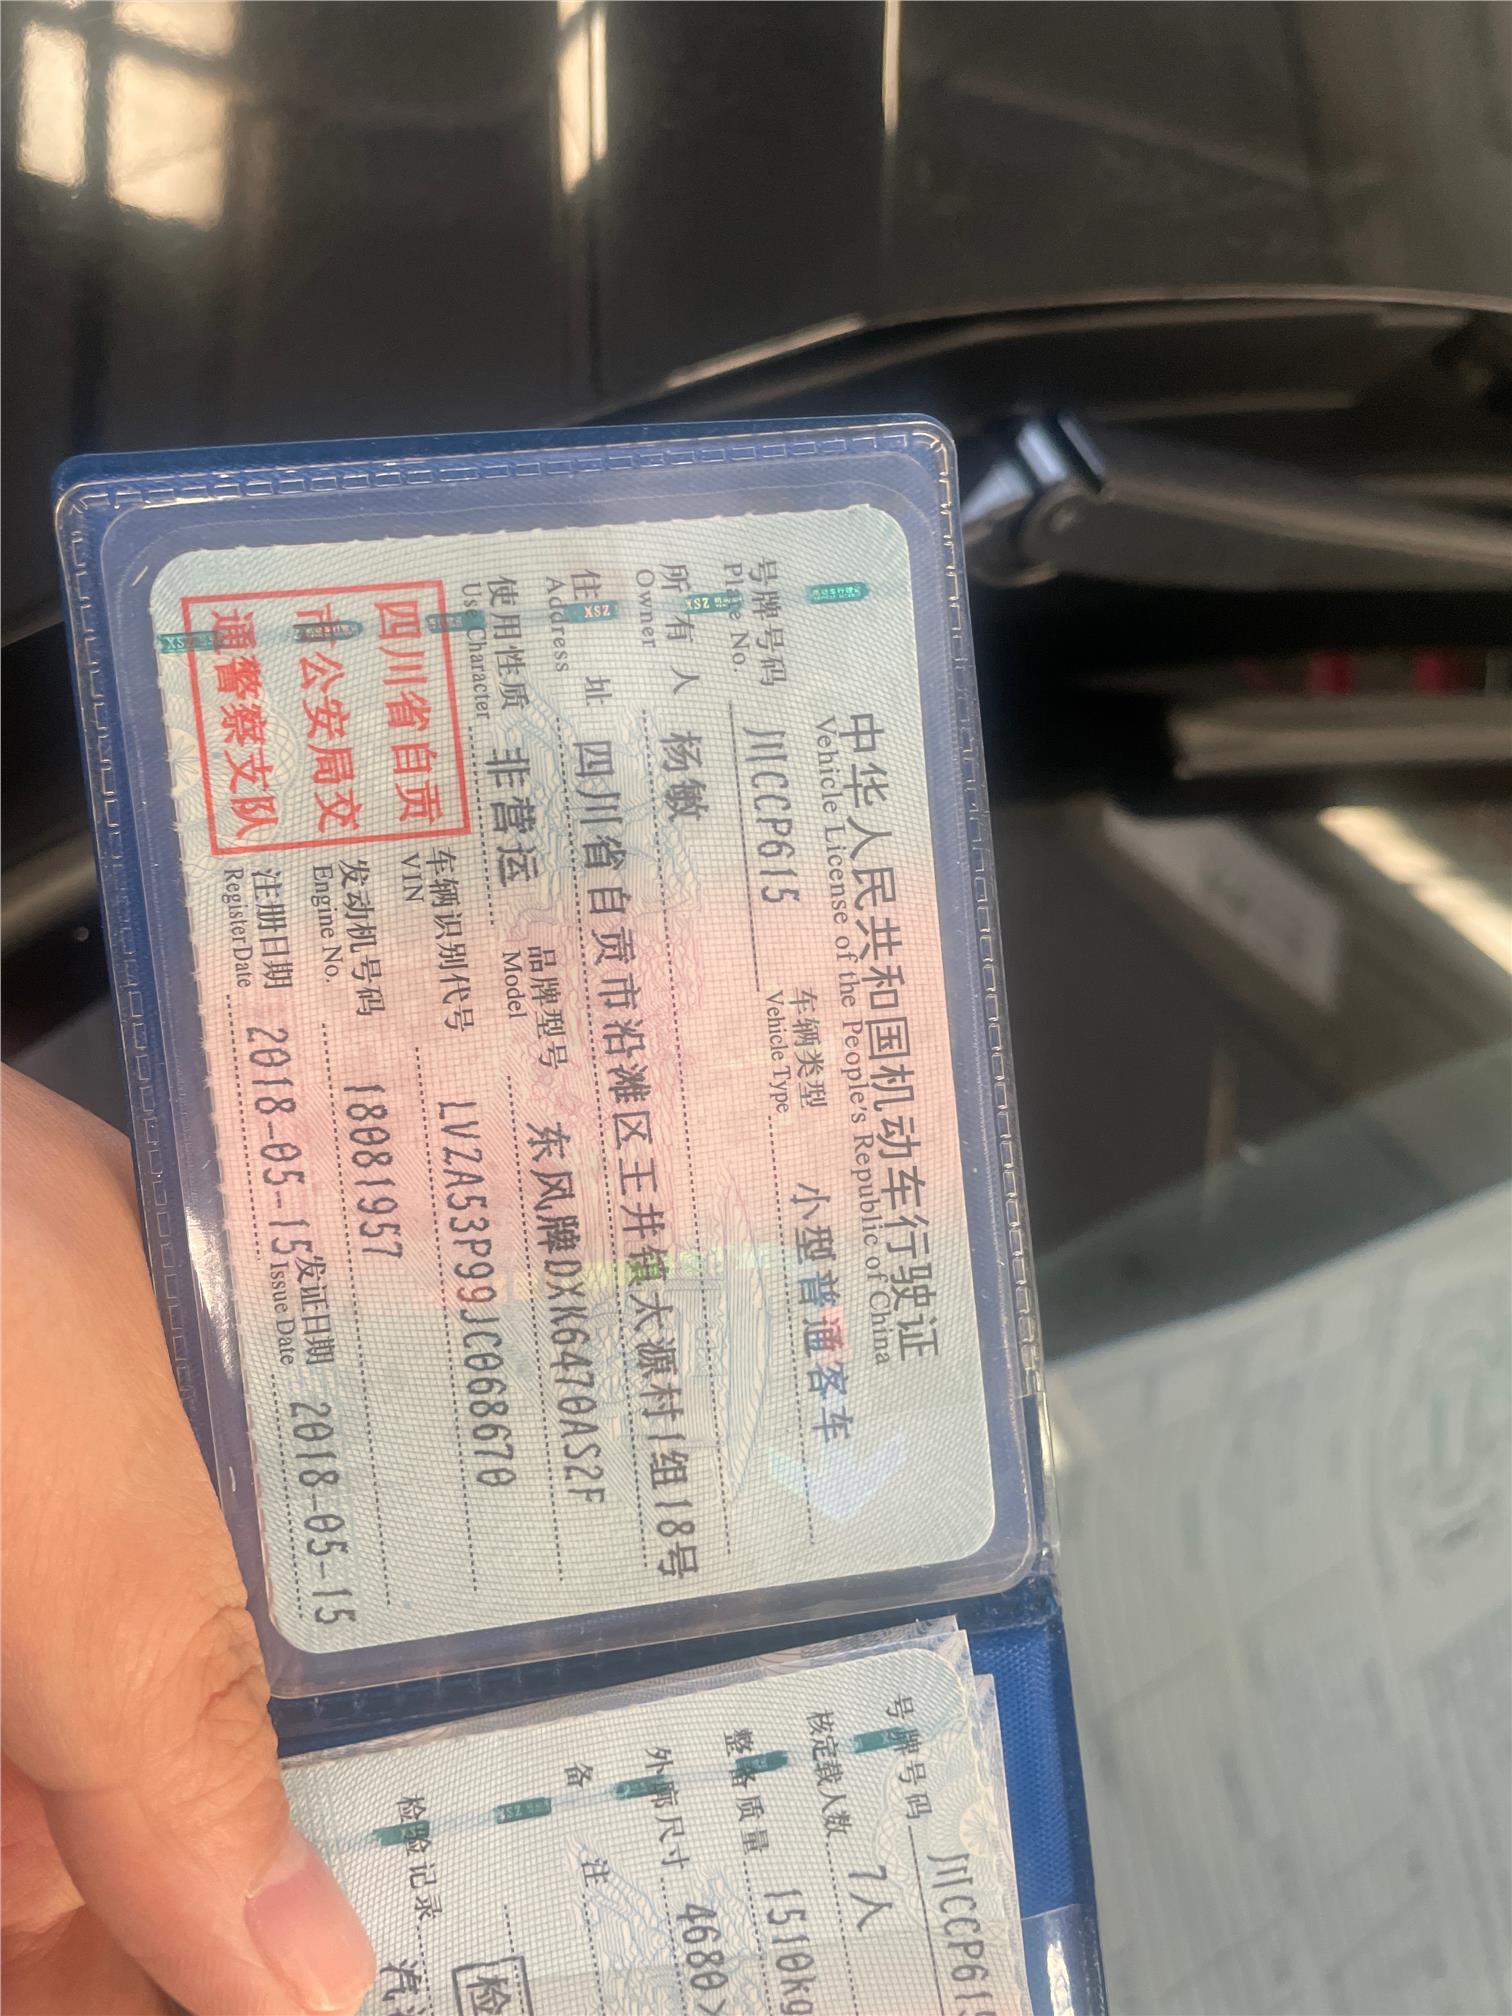 中华人民共和国机动车行驶证
Vehicle License of the People's Republic of China
号牌号码 川CCP615 车辆类型 小型普通客车
Plate No. Vehicle Type
所有人 杨敏
Owner
住址 四川省自贡市沿滩区王井镇大源村1组18号
Address
使用性质 非营运 品牌型号 东风牌DXK6470AS2F
Use Character Model
四川省自贡
市公安局交
通警察支队
车辆识别代号 LVZA53P99JC068670
VIN
发动机号码 18081957
Engine No.
注册日期 2018-05-15 发证日期 2018-05-15
Register Date Issue Date
号牌号码 川CCP615
核定载人数 7人
整备质量 1510kg
外廓尺寸 4680×
备注
检验记录
检
汽